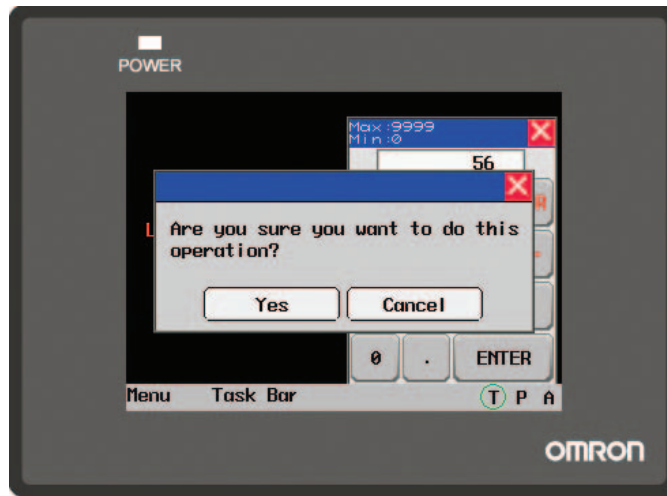 POWER
Max:9999
Min:0
56
Are you sure you want to do this
operation?
Yes
Cancel
0
.
ENTER
Menu
Task Bar
T P A
OMRON